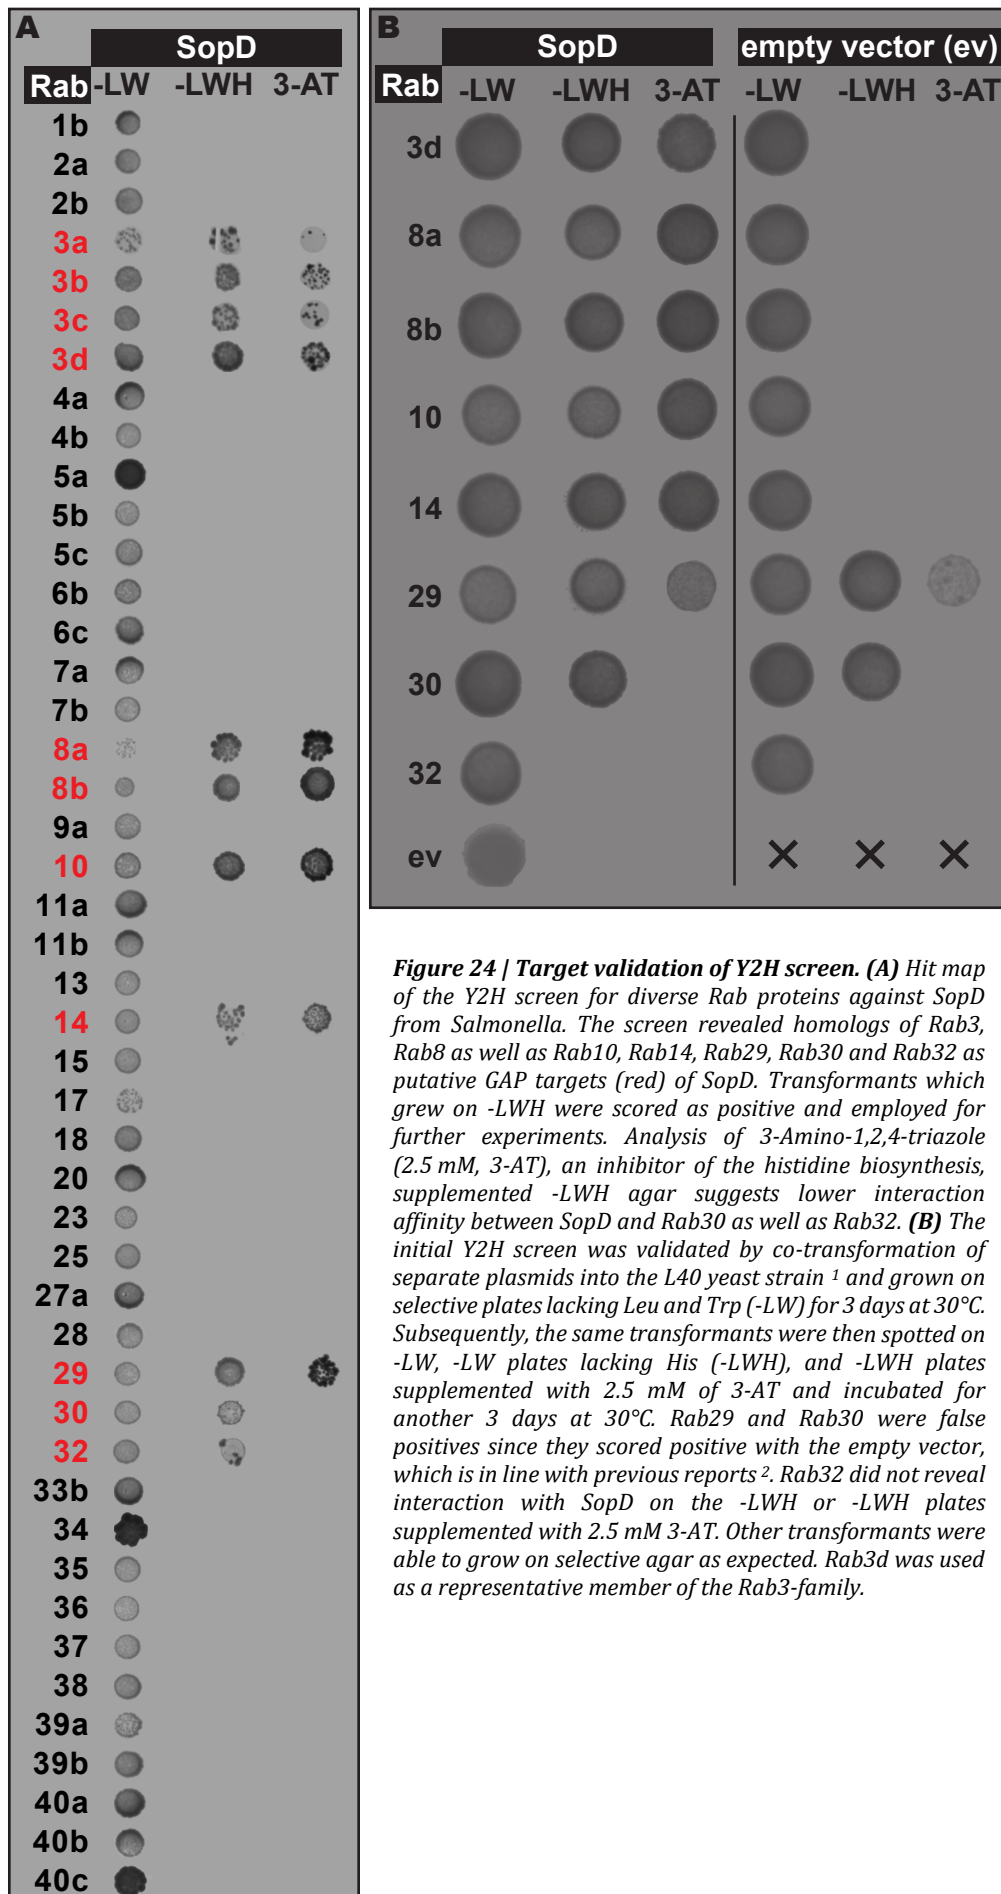 A
SopD
Rab -LW -LWH 3-AT
1b
2a
2b
3a
3b
3c
3d
4a
4b
5a
5b
5c
6b
6c
7a
7b
8a
8b
9a
10
11a
11b
13
14
15
17
18
20
23
25
27a
28
29
30
32
33b
34
35
36
37
38
39a
39b
40a
40b
40c
B
SopD empty vector (ev)
Rab -LW -LWH 3-AT -LW -LWH 3-AT
3d
8a
8b
10
14
29
30
32
ev × × ×
Figure 24 | Target validation of Y2H screen. (A) Hit map
of the Y2H screen for diverse Rab proteins against SopD
from Salmonella. The screen revealed homologs of Rab3,
Rab8 as well as Rab10, Rab14, Rab29, Rab30 and Rab32 as
putative GAP targets (red) of SopD. Transformants which
grew on -LWH were scored as positive and employed for
further experiments. Analysis of 3-Amino-1,2,4-triazole
(2.5 mM, 3-AT), an inhibitor of the histidine biosynthesis,
supplemented -LWH agar suggests lower interaction
affinity between SopD and Rab30 as well as Rab32. (B) The
initial Y2H screen was validated by co-transformation of
separate plasmids into the L40 yeast strain 1 and grown on
selective plates lacking Leu and Trp (-LW) for 3 days at 30°C.
Subsequently, the same transformants were then spotted on
-LW, -LW plates lacking His (-LWH), and -LWH plates
supplemented with 2.5 mM of 3-AT and incubated for
another 3 days at 30°C. Rab29 and Rab30 were false
positives since they scored positive with the empty vector,
which is in line with previous reports 2. Rab32 did not reveal
interaction with SopD on the -LWH or -LWH plates
supplemented with 2.5 mM 3-AT. Other transformants were
able to grow on selective agar as expected. Rab3d was used
as a representative member of the Rab3-family.